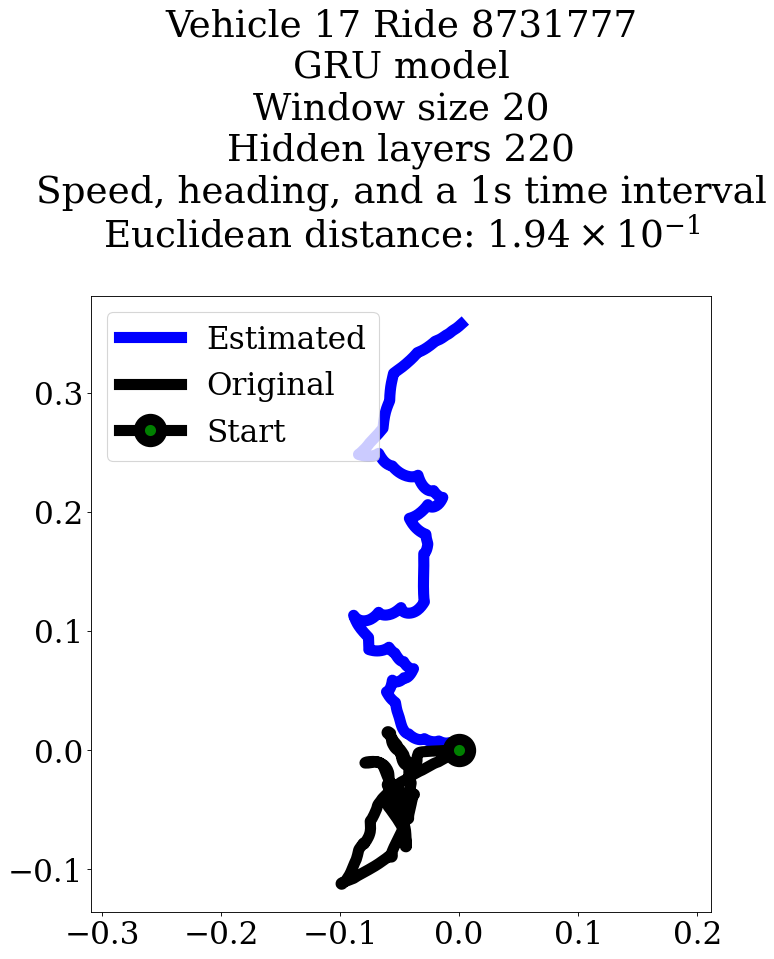 Vehicle 17 Ride 8731777
GRU model
Window size 20
Hidden layers 220
Speed, heading, and a 1s time interval
Euclidean distance: 1.94 × 10⁻¹
Estimated
Original
Start
0.3
0.2
0.1
0.0
−0.1
−0.3 −0.2 −0.1 0.0 0.1 0.2